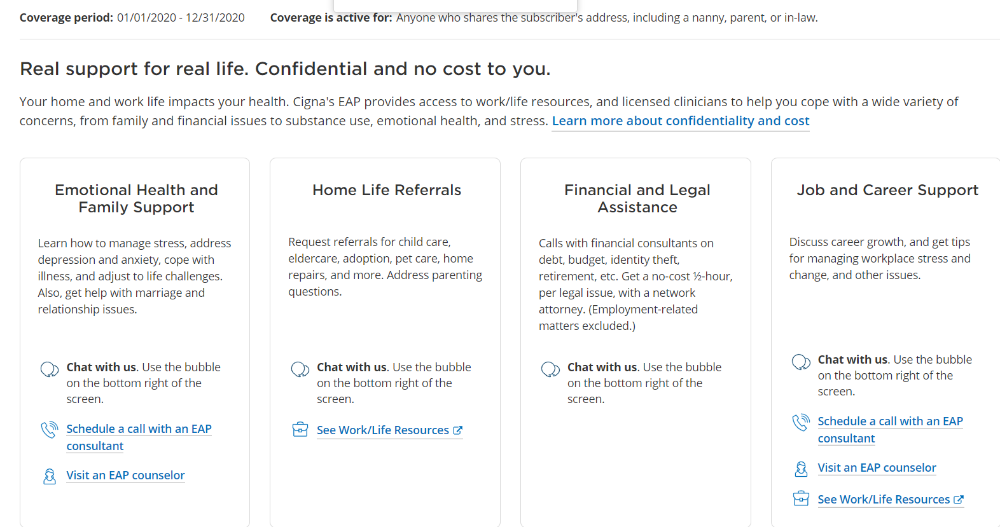 Coverage period: 01/01/2020 - 12/31/2020 Coverage is active for: Anyone who shares the subscriber's address, including a nanny, parent, or in-law.
Real support for real life. Confidential and no cost to you.
Your home and work life impacts your health. Cigna's EAP provides access to work/life resources, and licensed clinicians to help you cope with a wide variety of
concerns, from family and financial issues to substance use, emotional health, and stress. Learn more about confidentiality and cost
Emotional Health and
Family Support
Learn how to manage stress, address
depression and anxiety, cope with
illness, and adjust to life challenges.
Also, get help with marriage and
relationship issues.
Chat with us. Use the bubble
on the bottom right of the
screen.
Schedule a call with an EAP
consultant
Visit an EAP counselor
Home Life Referrals
Request referrals for child care,
eldercare, adoption, pet care, home
repairs, and more. Address parenting
questions.
Chat with us. Use the bubble
on the bottom right of the
screen.
See Work/Life Resources
Financial and Legal
Assistance
Calls with financial consultants on
debt, budget, identity theft,
retirement, etc. Get a no-cost ½-hour,
per legal issue, with a network
attorney. (Employment-related
matters excluded.)
Chat with us. Use the bubble
on the bottom right of the
screen.
Job and Career Support
Discuss career growth, and get tips
for managing workplace stress and
change, and other issues.
Chat with us. Use the bubble
on the bottom right of the
screen.
Schedule a call with an EAP
consultant
Visit an EAP counselor
See Work/Life Resources